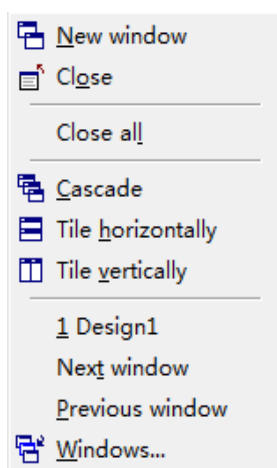 New window
Close
Close all
Cascade
Tile horizontally
Tile vertically
1 Design1
Next window
Previous window
Windows...